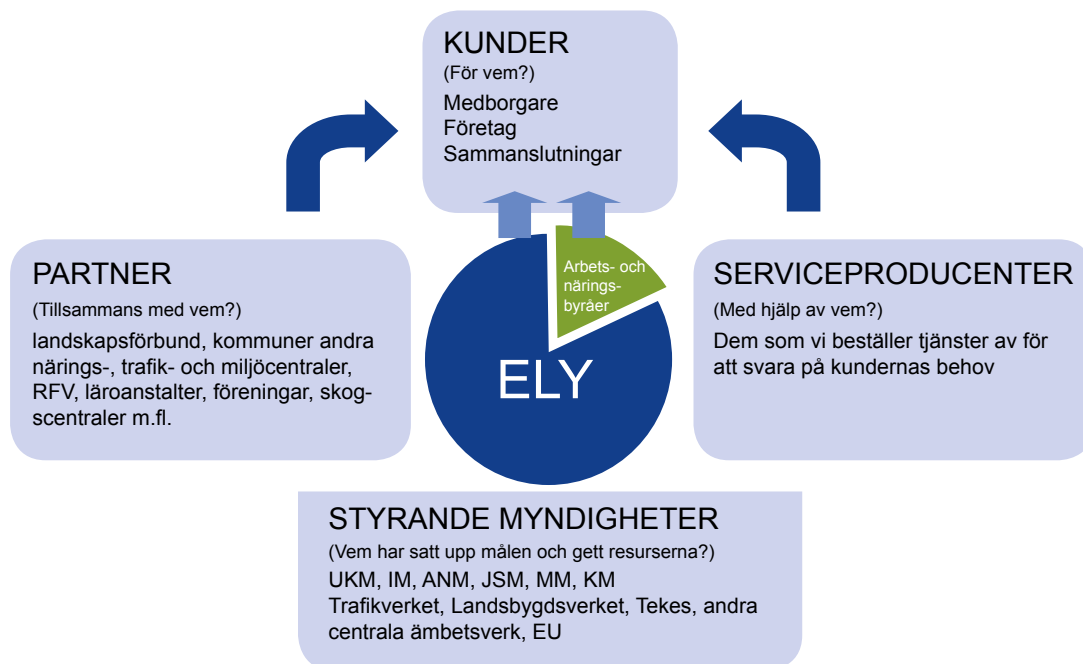 KUNDER
(För vem?)
Medborgare
Företag
Sammanslutningar
PARTNER
(Tillsammans med vem?)
landskapsförbund, kommuner andra
närings-, trafik- och miljöcentraler,
RFV, läroanstalter, föreningar, skog-
scentraler m.fl.
Arbets- och
närings-
byråer
ELY
SERVICEPRODUCENTER
(Med hjälp av vem?)
Dem som vi beställer tjänster av för
att svara på kundernas behov
STYRANDE MYNDIGHETER
(Vem har satt upp målen och gett resurserna?)
UKM, IM, ANM, JSM, MM, KM
Trafikverket, Landsbygdsverket, Tekes, andra
centrala ämbetsverk, EU